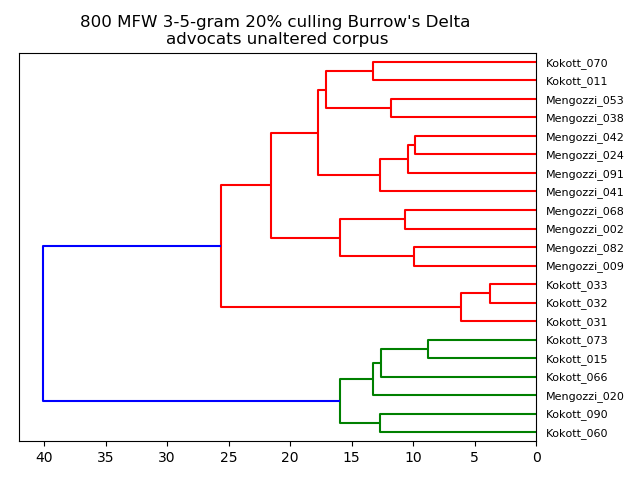 800 MFW 3-5-gram 20% culling Burrow's Delta
advocats unaltered corpus
Kokott_070
Kokott_011
Mengozzi_053
Mengozzi_038
Mengozzi_042
Mengozzi_024
Mengozzi_091
Mengozzi_041
Mengozzi_068
Mengozzi_002
Mengozzi_082
Mengozzi_009
Kokott_033
Kokott_032
Kokott_031
Kokott_073
Kokott_015
Kokott_066
Mengozzi_020
Kokott_090
Kokott_060
40 35 30 25 20 15 10 5 0